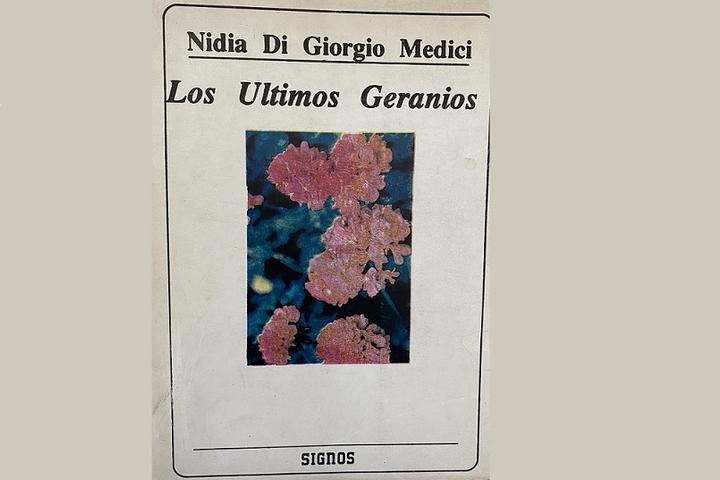 Nidia Di Giorgio Medici
Los Ultimos Geranios
SIGNOS